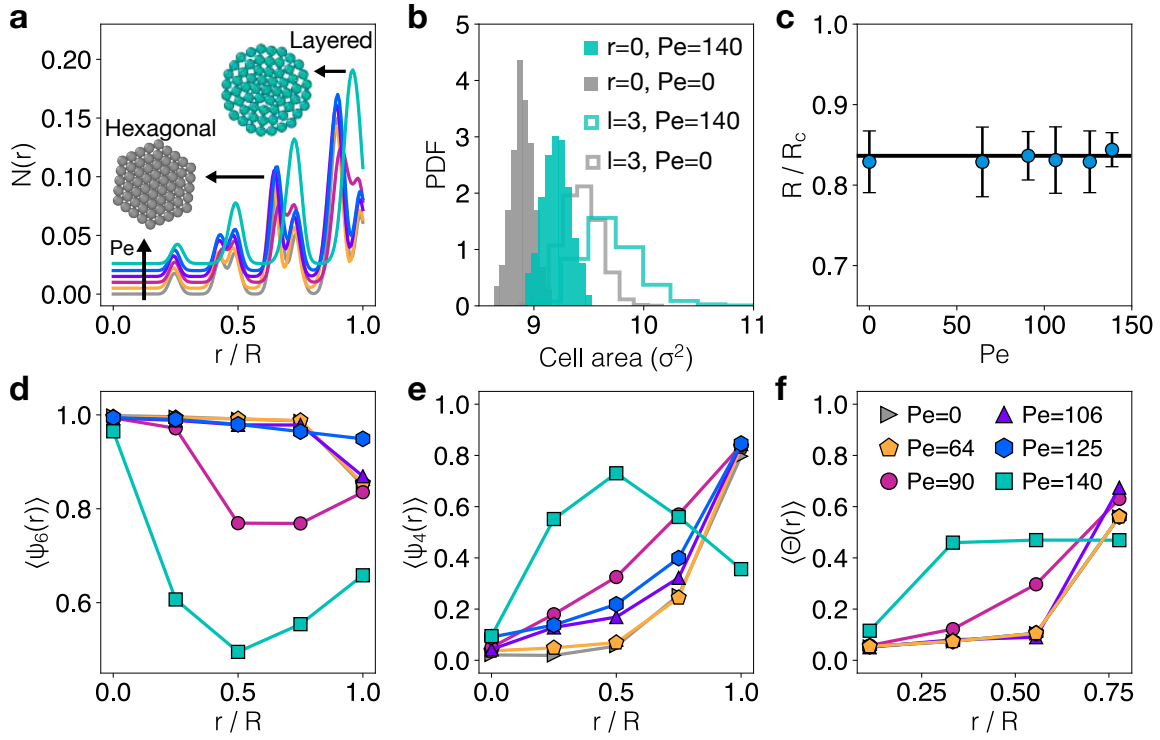 a
N(r)
0.20
0.15
0.10
0.05
0.00
Hexagonal
Layered
Pe
0.0
0.5
1.0
r / R
b
PDF
5
4
3
2
1
0
r=0, Pe=140
r=0, Pe=0
l=3, Pe=140
l=3, Pe=0
9
10
11
Cell area (σ²)
c
R / R_c
1.0
0.9
0.8
0.7
0
50
100
150
Pe
d
⟨ψ₆(r)⟩
1.0
0.8
0.6
0.0
0.5
1.0
r / R
e
⟨ψ₄(r)⟩
1.0
0.8
0.6
0.4
0.2
0.0
0.0
0.5
1.0
r / R
f
⟨Θ(r)⟩
1.0
0.8
0.6
0.4
0.2
0.0
Pe=0
Pe=64
Pe=90
Pe=106
Pe=125
Pe=140
0.25
0.50
0.75
r / R